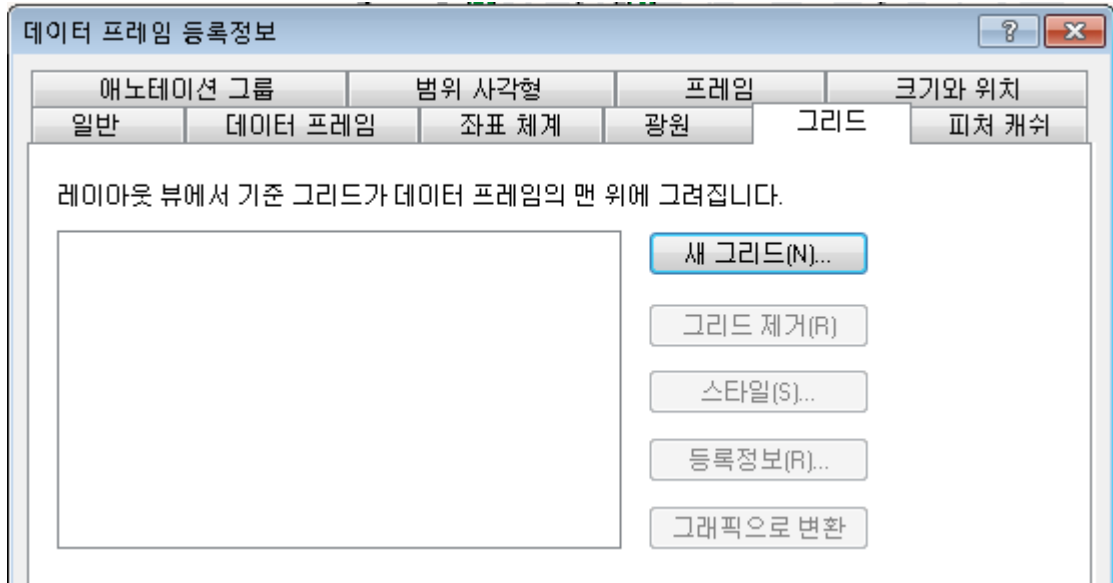 데이터 프레임 등록정보
애노테이션 그룹 범위 사각형 프레임 크기와 위치
일반 데이터 프레임 좌표 체계 광원 그리드 피처 캐쉬
레이아웃 뷰에서 기준 그리드가 데이터 프레임의 맨 위에 그려집니다.
새 그리드(N)...
그리드 제거(R)
스타일(S)...
등록정보(R)...
그래픽으로 변환